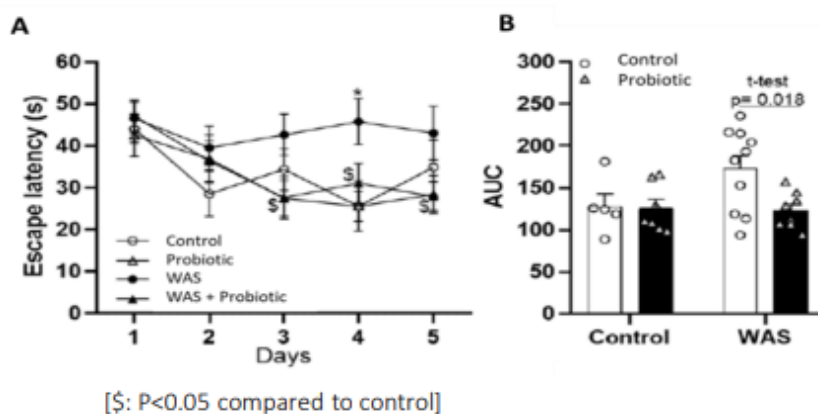 A
Escape latency (s)
60
50
40
30
20
10
0
*
$
$
$
Control
Probiotic
WAS
WAS + Probiotic
1 2 3 4 5
Days
[$: P<0.05 compared to control]
B
AUC
300
250
200
150
100
50
0
Control
Probiotic
t-test
p= 0.018
Control WAS